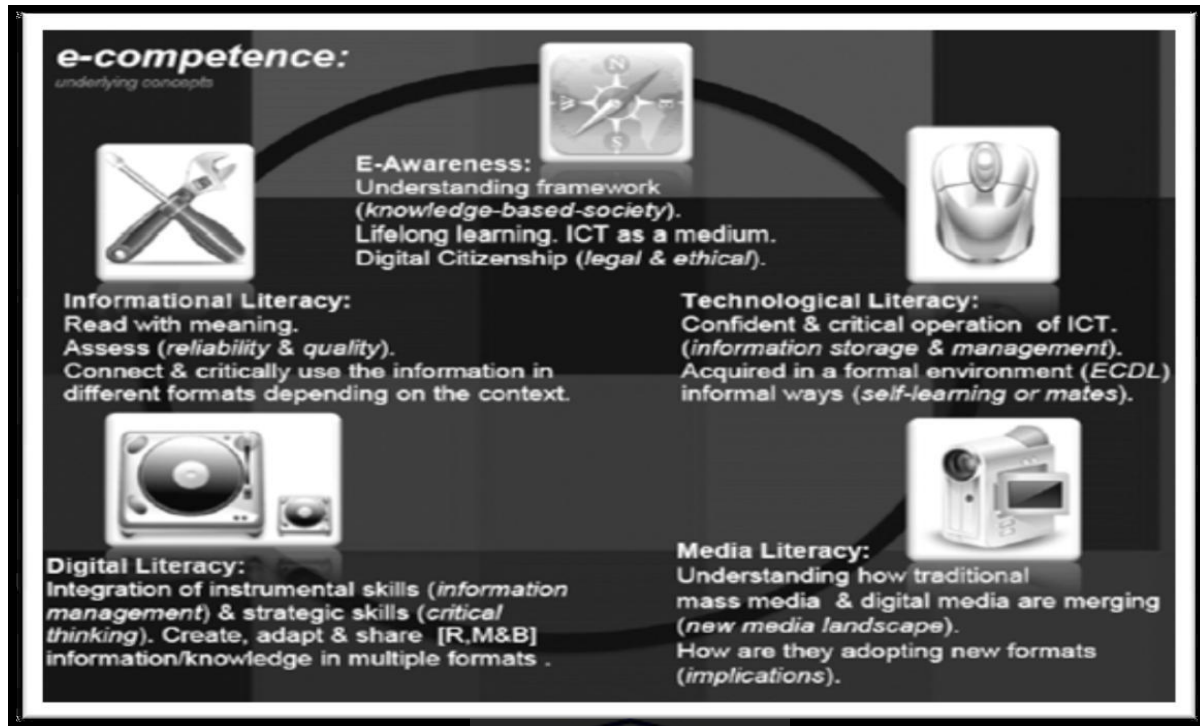 e-competence:
underlying concepts
N
W
E
S
E-Awareness:
Understanding framework
(knowledge-based-society).
Lifelong learning. ICT as a medium.
Digital Citizenship (legal & ethical).
Informational Literacy:
Read with meaning.
Assess (reliability & quality).
Connect & critically use the information in
different formats depending on the context.
Technological Literacy:
Confident & critical operation of ICT.
(information storage & management).
Acquired in a formal environment (ECDL)
informal ways (self-learning or mates).
Digital Literacy:
Integration of instrumental skills (information
management) & strategic skills (critical
thinking). Create, adapt & share [R,M&B]
information/knowledge in multiple formats .
Media Literacy:
Understanding how traditional
mass media & digital media are merging
(new media landscape).
How are they adopting new formats
(implications).